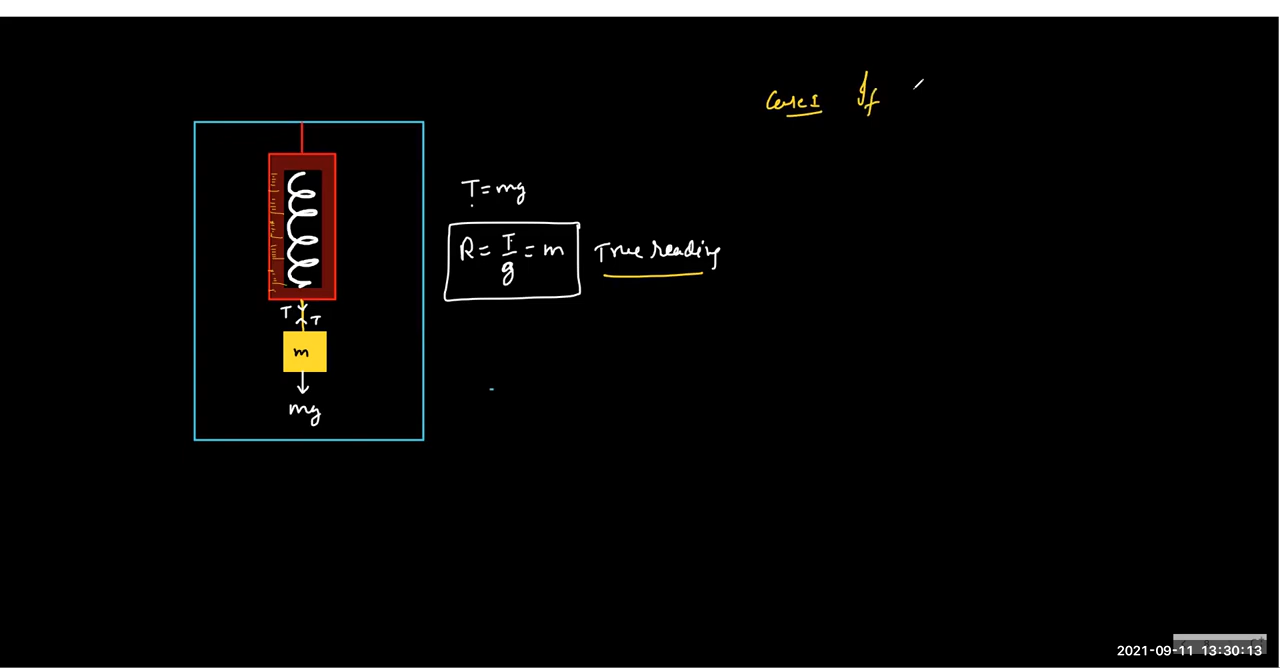 Case I If
T = mg
R = T/g = m True reading
T T
m
mg
2021-09-11 13:30:13